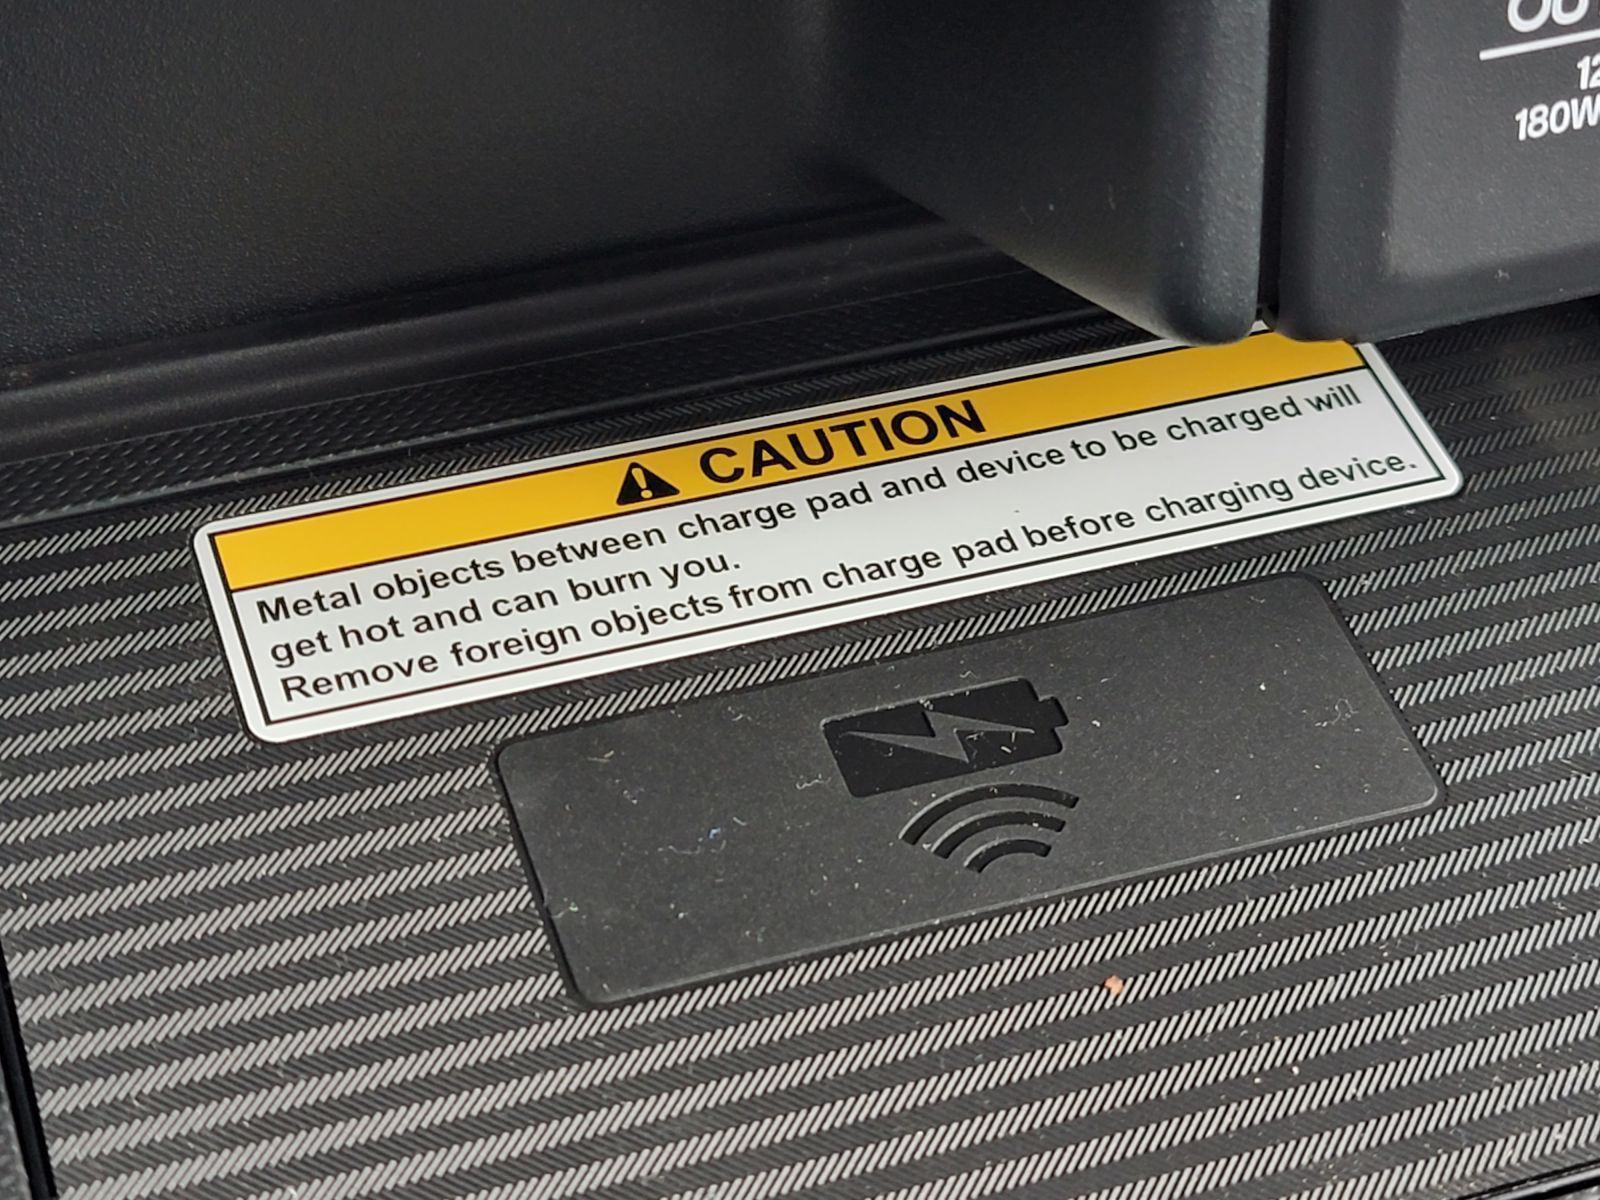 180W
CAUTION
Metal objects between charge pad and device to be charged will
get hot and can burn you.
Remove foreign objects from charge pad before charging device.